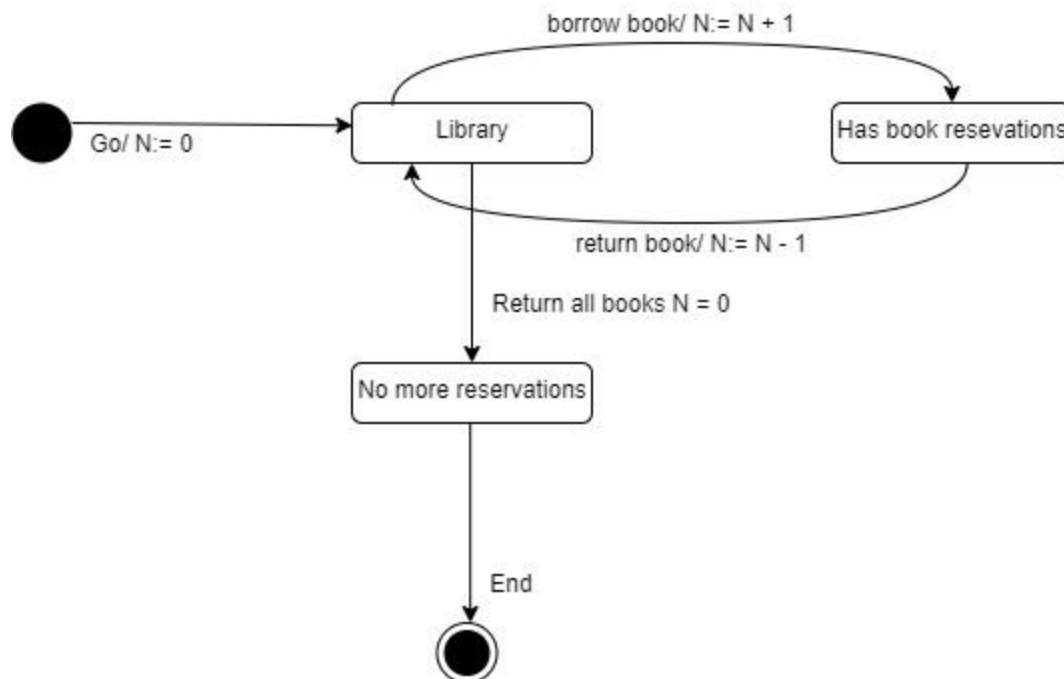 borrow book/ N:= N + 1
Library
Has book resevations
Go/ N:= 0
return book/ N:= N - 1
Return all books N = 0
No more reservations
End